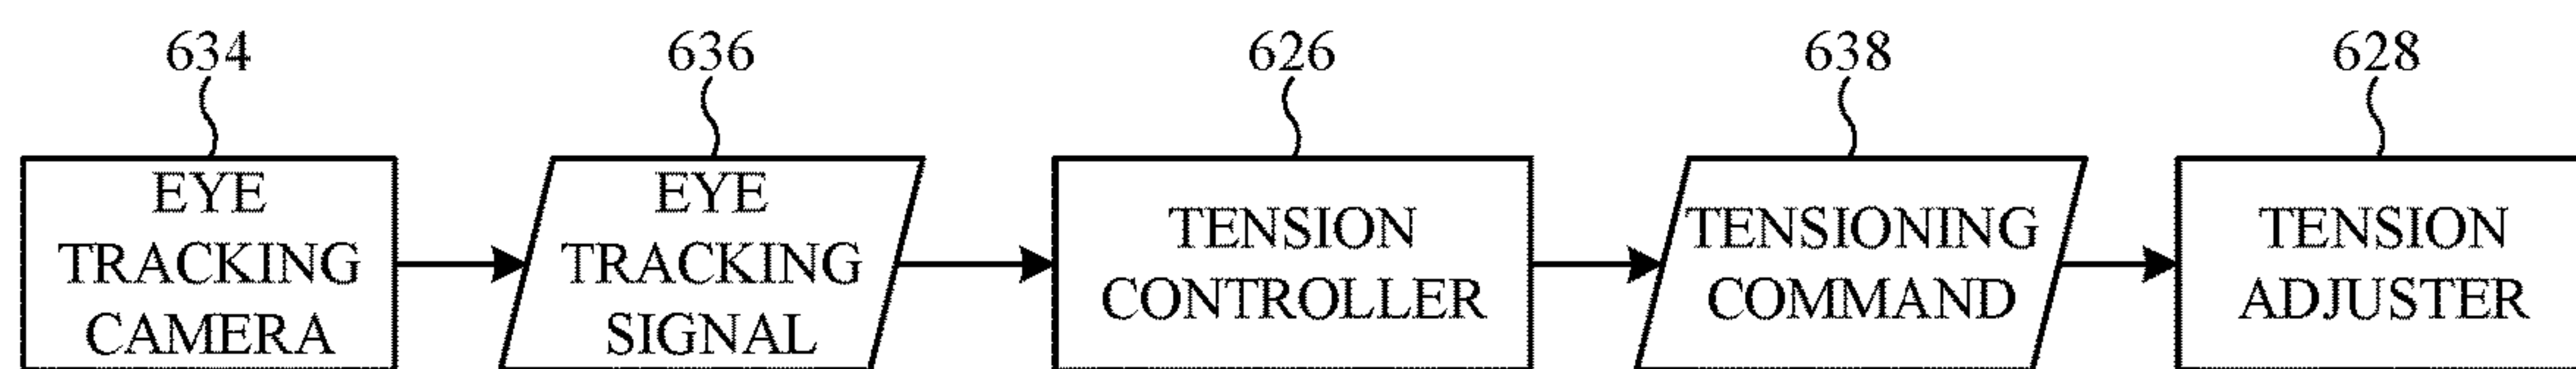 634
636
626
638
628
EYE
TRACKING
CAMERA
EYE
TRACKING
SIGNAL
TENSION
CONTROLLER
TENSIONING
COMMAND
TENSION
ADJUSTER